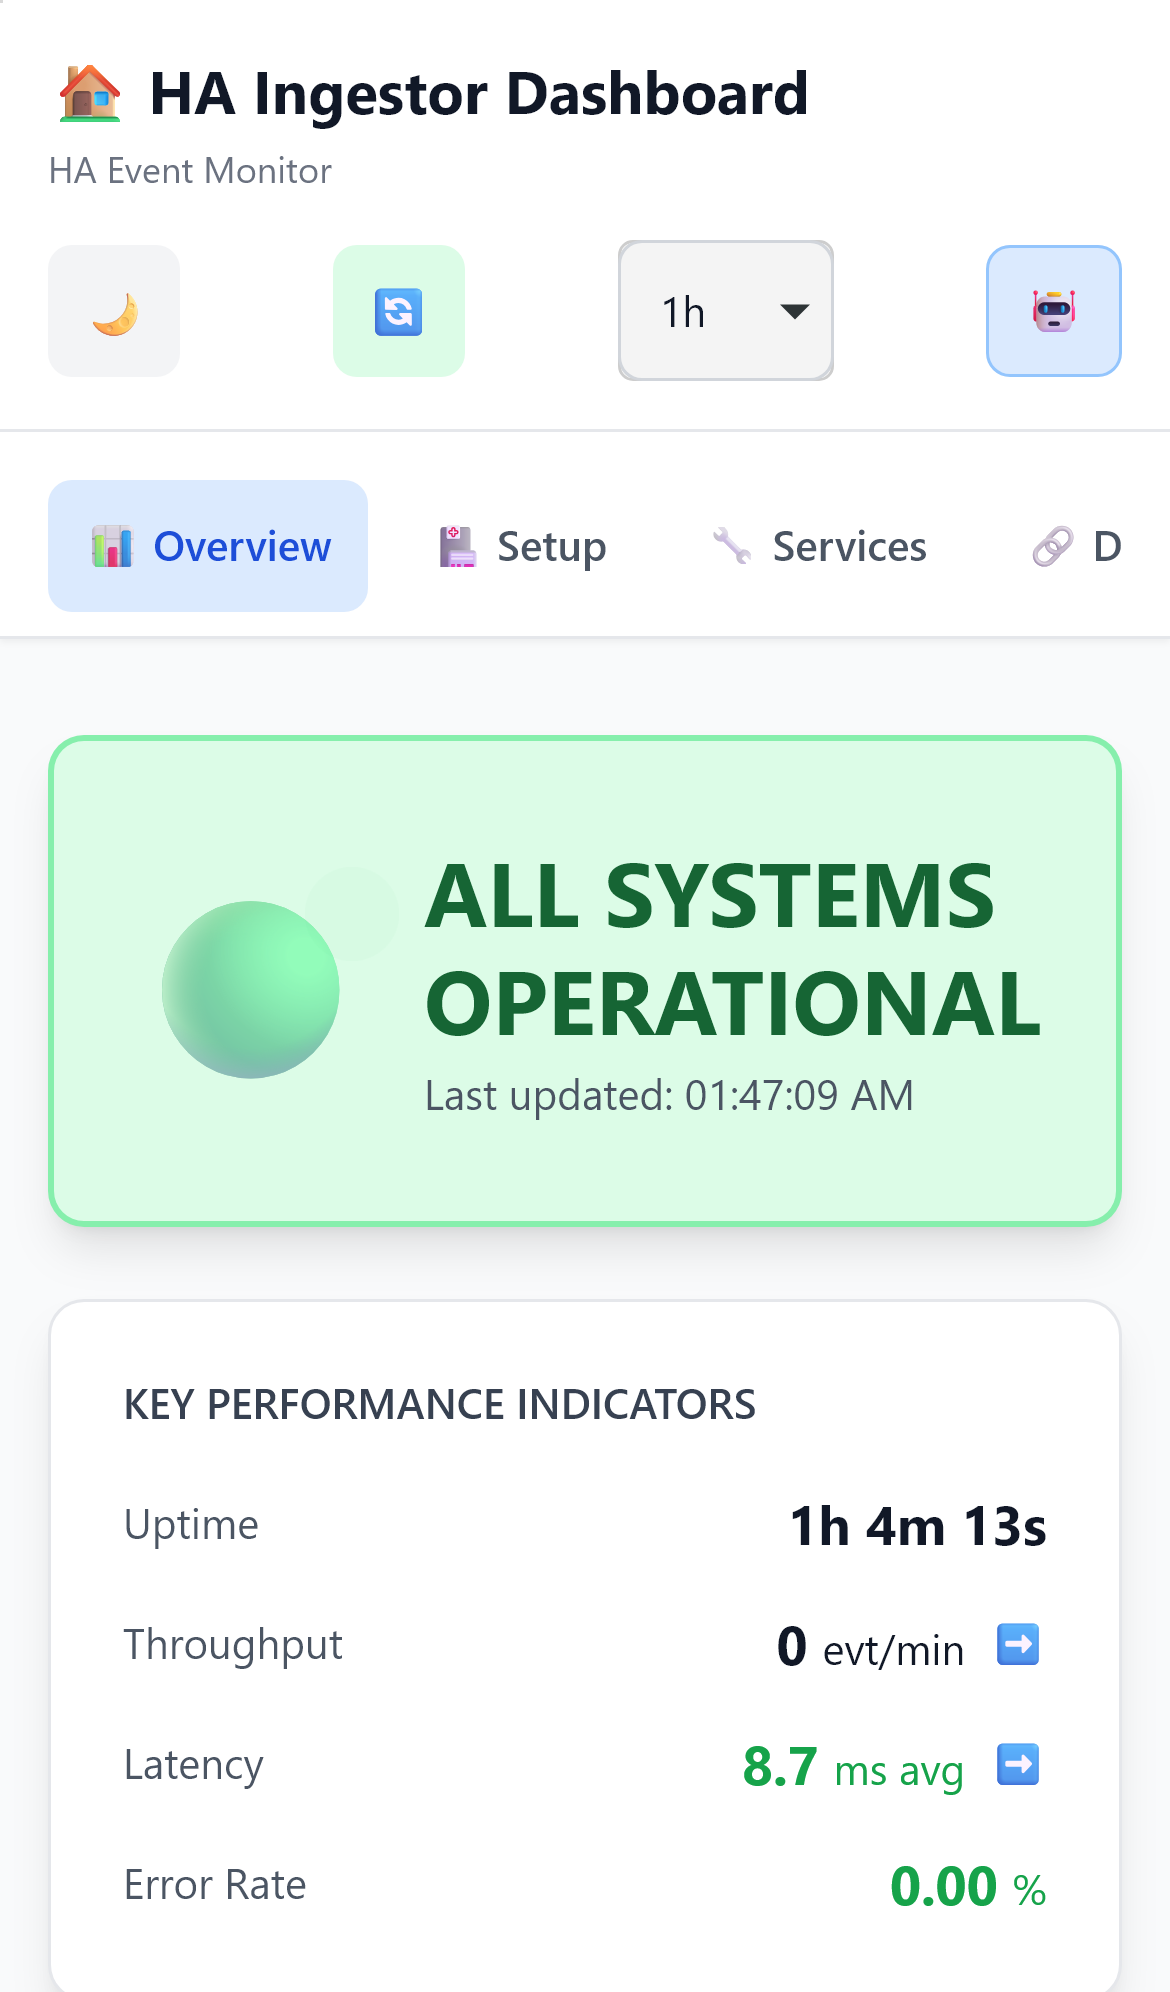 HA Ingestor Dashboard
HA Event Monitor
1h
Overview Setup Services D
ALL SYSTEMS
OPERATIONAL
Last updated: 01:47:09 AM
KEY PERFORMANCE INDICATORS
Uptime 1h 4m 13s
Throughput 0 evt/min
Latency 8.7 ms avg
Error Rate 0.00 %